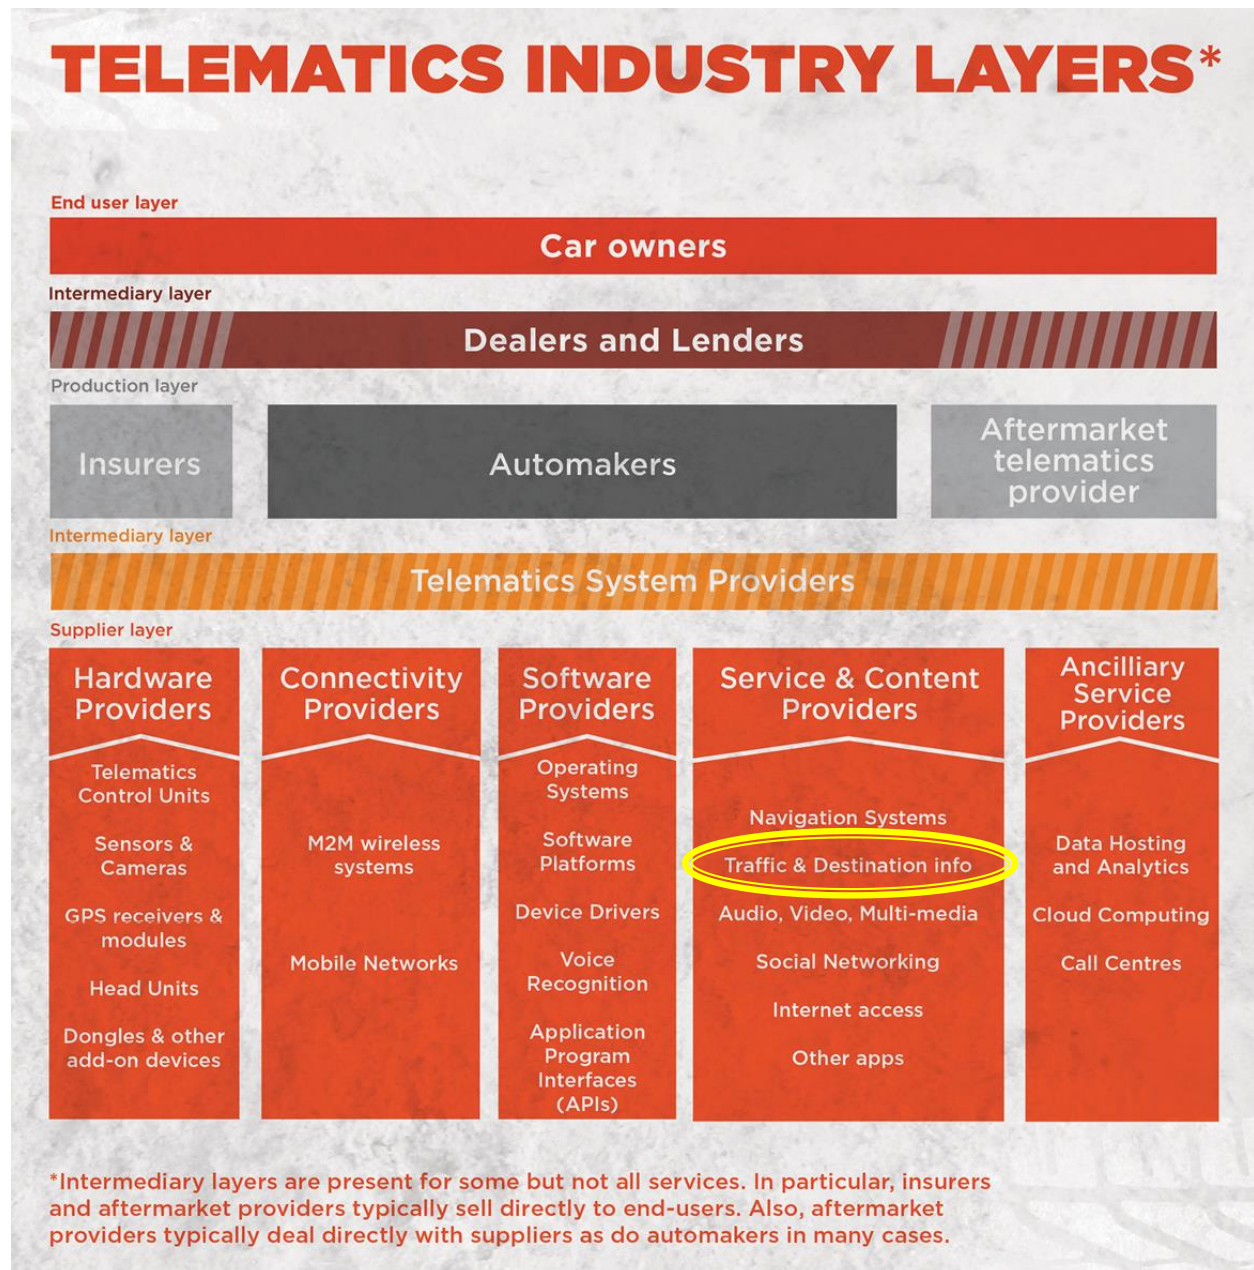 TELEMATICS INDUSTRY LAYERS*
End user layer
Car owners
Intermediary layer
Dealers and Lenders
Production layer
Insurers
Automakers
Aftermarket
telematics
provider
Intermediary layer
Telematics System Providers
Supplier layer
Hardware
Providers
Telematics
Control Units
Sensors &
Cameras
GPS receivers &
modules
Head Units
Dongles & other
add-on devices
Connectivity
Providers
M2M wireless
systems
Mobile Networks
Software
Providers
Operating
Systems
Software
Platforms
Device Drivers
Voice
Recognition
Application
Program
Interfaces
(APIs)
Service & Content
Providers
Navigation Systems
Traffic & Destination info
Audio, Video, Multi-media
Social Networking
Internet access
Other apps
Ancilliary
Service
Providers
Data Hosting
and Analytics
Cloud Computing
Call Centres
*Intermediary layers are present for some but not all services. In particular, insurers
and aftermarket providers typically sell directly to end-users. Also, aftermarket
providers typically deal directly with suppliers as do automakers in many cases.